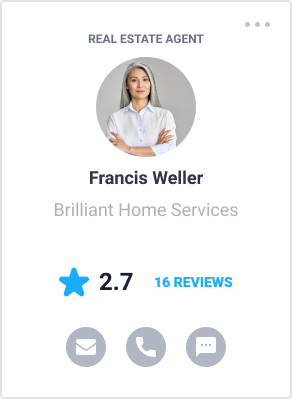 REAL ESTATE AGENT
Francis Weller
Brilliant Home Services
2.7 16 REVIEWS